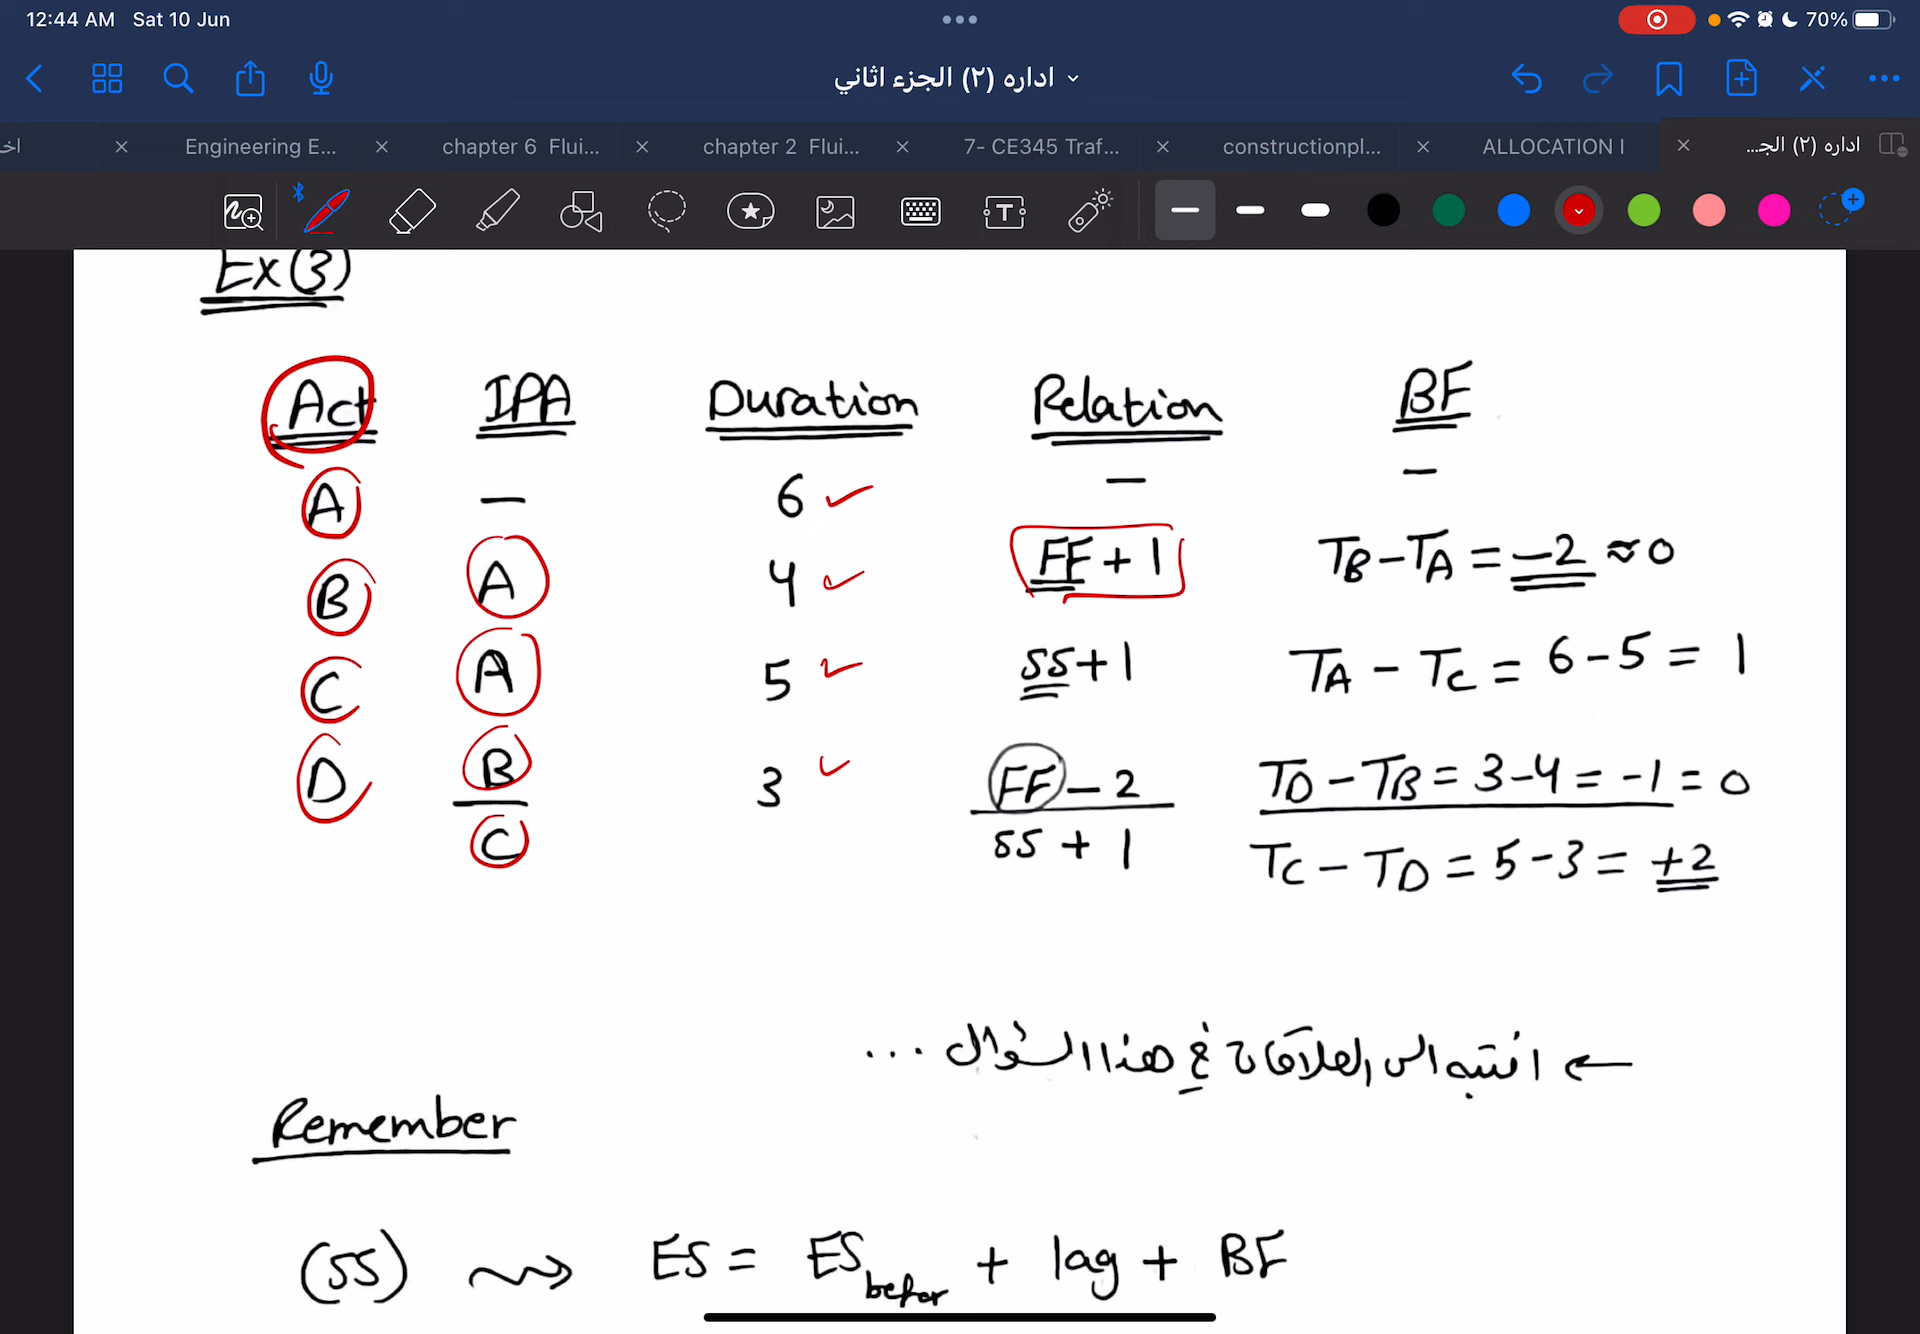 12:44 AM Sat 10 Jun 70%
اداره (٢) الجزء اثاني
Engineering E... chapter 6 Flui... chapter 2 Flui... 7- CE345 Traf... constructionpl... ALLOCATION I اداره (٢) الجـ...
Ex(3)
Act IPA Duration Relation BF
A — 6 — —
B A 4 FF+1 TB-TA = -2 ≈ 0
C A 5 SS+1 TA - TC = 6-5 = 1
D B 3 FF-2 TD-TB = 3-4 = -1 = 0
C SS+1 TC-TD = 5-3 = +2
← انتبه الى العلاقات في هذا السؤال ...
Remember
(SS) ⇝ ES = ES befor + lag + BF